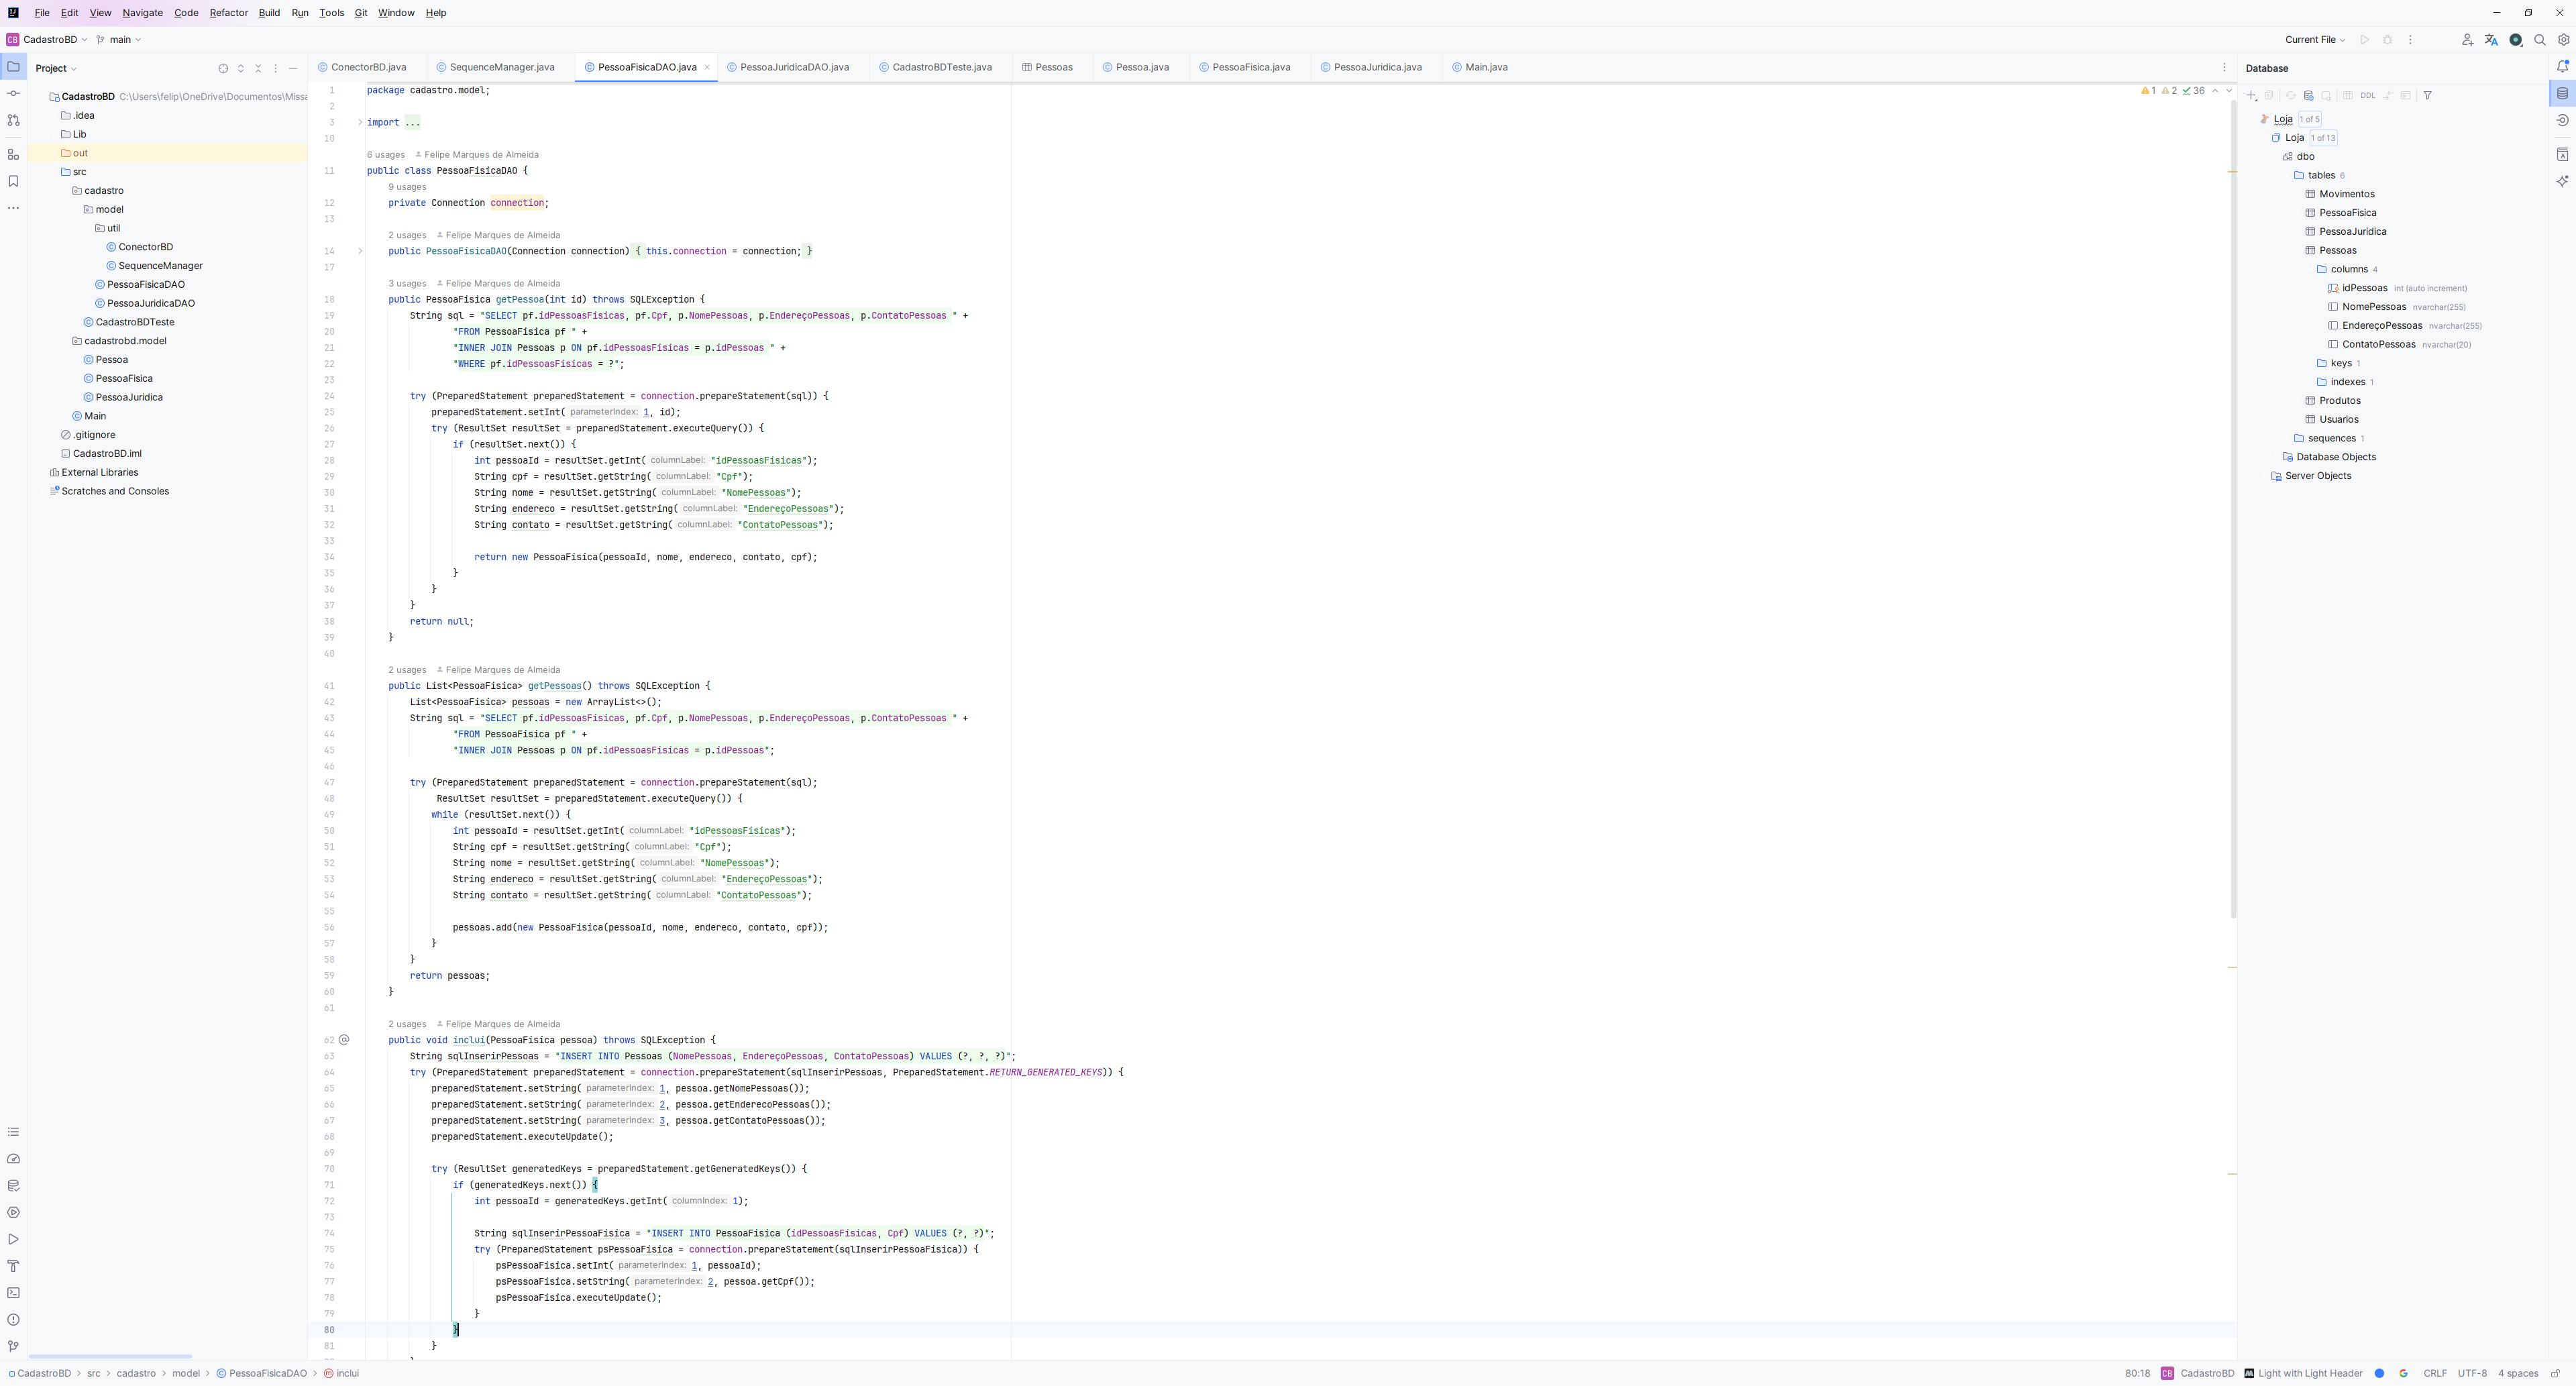 File Edit View Navigate Code Refactor Build Run Tools Git Window Help
CB CadastroBD main Current File
Project
CadastroBD C:\Users\felip\OneDrive\Documentos\Missa
.idea
Lib
out
src
cadastro
model
util
ConectorBD
SequenceManager
PessoaFisicaDAO
PessoaJuridicaDAO
CadastroBDTeste
cadastrobd.model
Pessoa
PessoaFisica
PessoaJuridica
Main
.gitignore
CadastroBD.iml
External Libraries
Scratches and Consoles
ConectorBD.java SequenceManager.java PessoaFisicaDAO.java PessoaJuridicaDAO.java CadastroBDTeste.java Pessoas Pessoa.java PessoaFisica.java PessoaJuridica.java Main.java
1 2 36
1 package cadastro.model;
2
3 import ...
10
6 usages Felipe Marques de Almeida
11 public class PessoaFisicaDAO {
9 usages
12 private Connection connection;
13
2 usages Felipe Marques de Almeida
14 public PessoaFisicaDAO(Connection connection) { this.connection = connection; }
17
3 usages Felipe Marques de Almeida
18 public PessoaFisica getPessoa(int id) throws SQLException {
19 String sql = "SELECT pf.idPessoasFisicas, pf.Cpf, p.NomePessoas, p.EndereçoPessoas, p.ContatoPessoas " +
20 "FROM PessoaFisica pf " +
21 "INNER JOIN Pessoas p ON pf.idPessoasFisicas = p.idPessoas " +
22 "WHERE pf.idPessoasFisicas = ?";
23
24 try (PreparedStatement preparedStatement = connection.prepareStatement(sql)) {
25 preparedStatement.setInt( parameterIndex: 1, id);
26 try (ResultSet resultSet = preparedStatement.executeQuery()) {
27 if (resultSet.next()) {
28 int pessoaId = resultSet.getInt( columnLabel: "idPessoasFisicas");
29 String cpf = resultSet.getString( columnLabel: "Cpf");
30 String nome = resultSet.getString( columnLabel: "NomePessoas");
31 String endereco = resultSet.getString( columnLabel: "EndereçoPessoas");
32 String contato = resultSet.getString( columnLabel: "ContatoPessoas");
33
34 return new PessoaFisica(pessoaId, nome, endereco, contato, cpf);
35 }
36 }
37 }
38 return null;
39 }
40
2 usages Felipe Marques de Almeida
41 public List<PessoaFisica> getPessoas() throws SQLException {
42 List<PessoaFisica> pessoas = new ArrayList<>();
43 String sql = "SELECT pf.idPessoasFisicas, pf.Cpf, p.NomePessoas, p.EndereçoPessoas, p.ContatoPessoas " +
44 "FROM PessoaFisica pf " +
45 "INNER JOIN Pessoas p ON pf.idPessoasFisicas = p.idPessoas";
46
47 try (PreparedStatement preparedStatement = connection.prepareStatement(sql);
48 ResultSet resultSet = preparedStatement.executeQuery()) {
49 while (resultSet.next()) {
50 int pessoaId = resultSet.getInt( columnLabel: "idPessoasFisicas");
51 String cpf = resultSet.getString( columnLabel: "Cpf");
52 String nome = resultSet.getString( columnLabel: "NomePessoas");
53 String endereco = resultSet.getString( columnLabel: "EndereçoPessoas");
54 String contato = resultSet.getString( columnLabel: "ContatoPessoas");
55
56 pessoas.add(new PessoaFisica(pessoaId, nome, endereco, contato, cpf));
57 }
58 }
59 return pessoas;
60 }
61
2 usages Felipe Marques de Almeida
62 public void inclui(PessoaFisica pessoa) throws SQLException {
63 String sqlInserirPessoas = "INSERT INTO Pessoas (NomePessoas, EndereçoPessoas, ContatoPessoas) VALUES (?, ?, ?)";
64 try (PreparedStatement preparedStatement = connection.prepareStatement(sqlInserirPessoas, PreparedStatement.RETURN_GENERATED_KEYS)) {
65 preparedStatement.setString( parameterIndex: 1, pessoa.getNomePessoas());
66 preparedStatement.setString( parameterIndex: 2, pessoa.getEnderecoPessoas());
67 preparedStatement.setString( parameterIndex: 3, pessoa.getContatoPessoas());
68 preparedStatement.executeUpdate();
69
70 try (ResultSet generatedKeys = preparedStatement.getGeneratedKeys()) {
71 if (generatedKeys.next()) {
72 int pessoaId = generatedKeys.getInt( columnIndex: 1);
73
74 String sqlInserirPessoaFisica = "INSERT INTO PessoaFisica (idPessoasFisicas, Cpf) VALUES (?, ?)";
75 try (PreparedStatement psPessoaFisica = connection.prepareStatement(sqlInserirPessoaFisica)) {
76 psPessoaFisica.setInt( parameterIndex: 1, pessoaId);
77 psPessoaFisica.setString( parameterIndex: 2, pessoa.getCpf());
78 psPessoaFisica.executeUpdate();
79 }
80 }
81 }
Database
DDL
Loja 1 of 5
Loja 1 of 13
dbo
tables 6
Movimentos
PessoaFisica
PessoaJuridica
Pessoas
columns 4
idPessoas int (auto increment)
NomePessoas nvarchar(255)
EndereçoPessoas nvarchar(255)
ContatoPessoas nvarchar(20)
keys 1
indexes 1
Produtos
Usuarios
sequences 1
Database Objects
Server Objects
CadastroBD > src > cadastro > model > PessoaFisicaDAO > inclui 80:18 CB CadastroBD Light with Light Header CRLF UTF-8 4 spaces